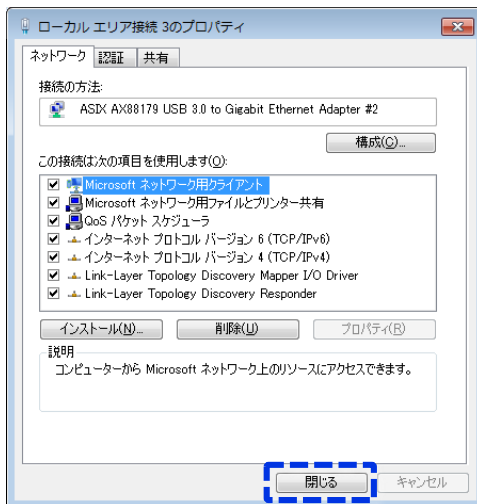 ローカル エリア接続 3のプロパティ
ネットワーク 認証 共有
接続の方法:
ASIX AX88179 USB 3.0 to Gigabit Ethernet Adapter #2
構成(C)...
この接続は次の項目を使用します(O):
Microsoft ネットワーク用クライアント
Microsoft ネットワーク用ファイルとプリンター共有
QoS パケット スケジューラ
インターネット プロトコル バージョン 6 (TCP/IPv6)
インターネット プロトコル バージョン 4 (TCP/IPv4)
Link-Layer Topology Discovery Mapper I/O Driver
Link-Layer Topology Discovery Responder
インストール(N)... 削除(U) プロパティ(R)
説明
コンピューターから Microsoft ネットワーク上のリソースにアクセスできます。
閉じる キャンセル